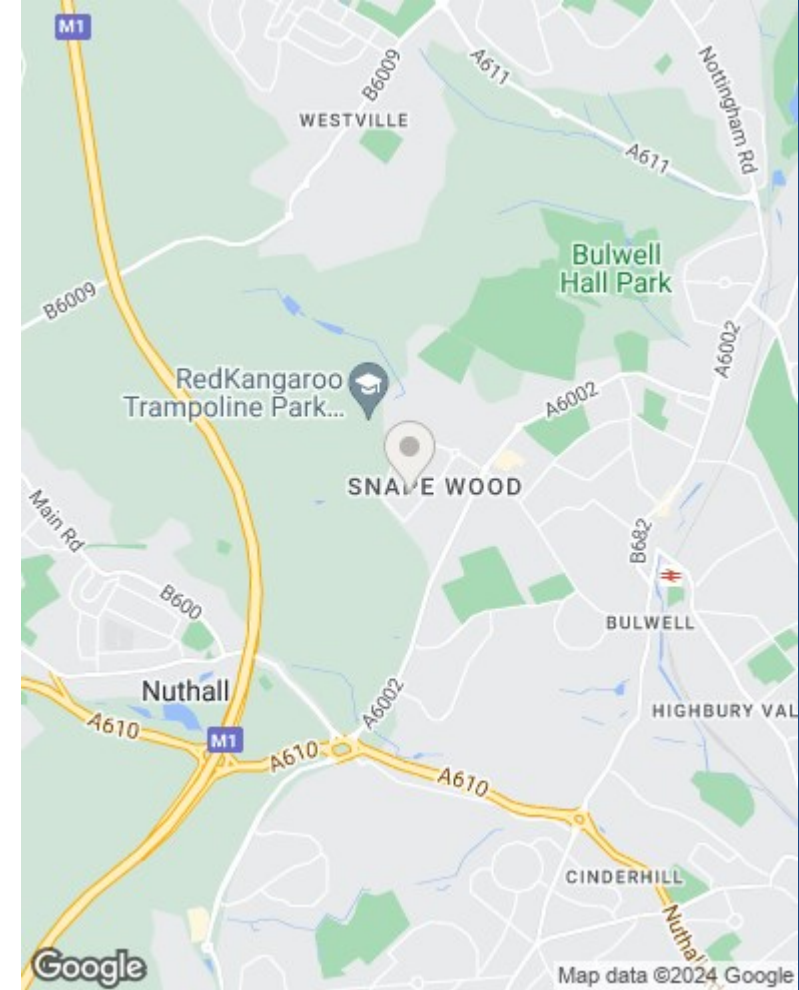 M1
B6009
A611
Nottingham Rd
WESTVILLE
A611
Bulwell
Hall Park
B6009
A6002
RedKangaroo
Trampoline Park...
A6002
SNAPE WOOD
Main Rd
B682
B600
BULWELL
Nuthall
A6002
HIGHBURY VAL
A610
M1
A610
A610
CINDERHILL
Google
Map data ©2024 Google